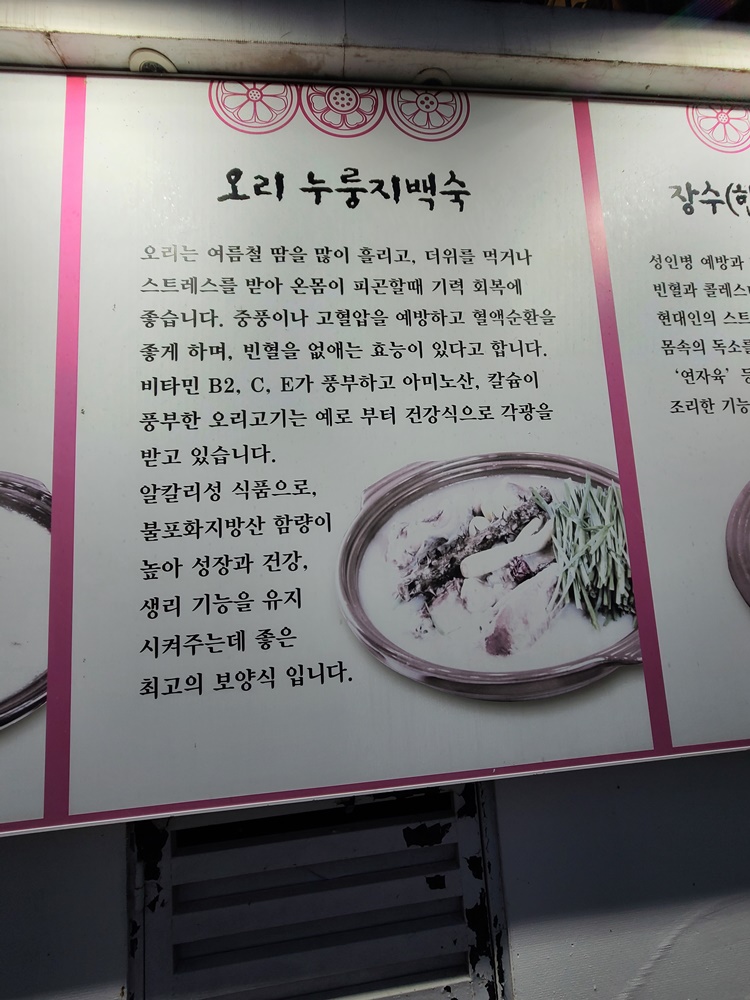 오리 누룽지백숙
오리는 여름철 땀을 많이 흘리고, 더위를 먹거나
스트레스를 받아 온몸이 피곤할때 기력 회복에
좋습니다. 중풍이나 고혈압을 예방하고 혈액순환을
좋게 하며, 빈혈을 없애는 효능이 있다고 합니다.
비타민 B2, C, E가 풍부하고 아미노산, 칼슘이
풍부한 오리고기는 예로 부터 건강식으로 각광을
받고 있습니다.
알칼리성 식품으로,
불포화지방산 함량이
높아 성장과 건강,
생리 기능을 유지
시켜주는데 좋은
최고의 보양식 입니다.
장수(
성인병 예방과
빈혈과 콜레스
현대인의 스트
몸속의 독소를
'연자육'
조리한 기능